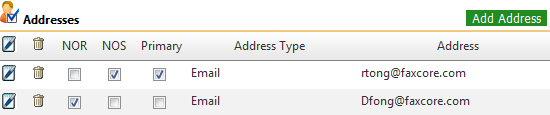 Addresses
Add Address
NOR NOS Primary Address Type Address
Email rtong@faxcore.com
Email Dfong@faxcore.com